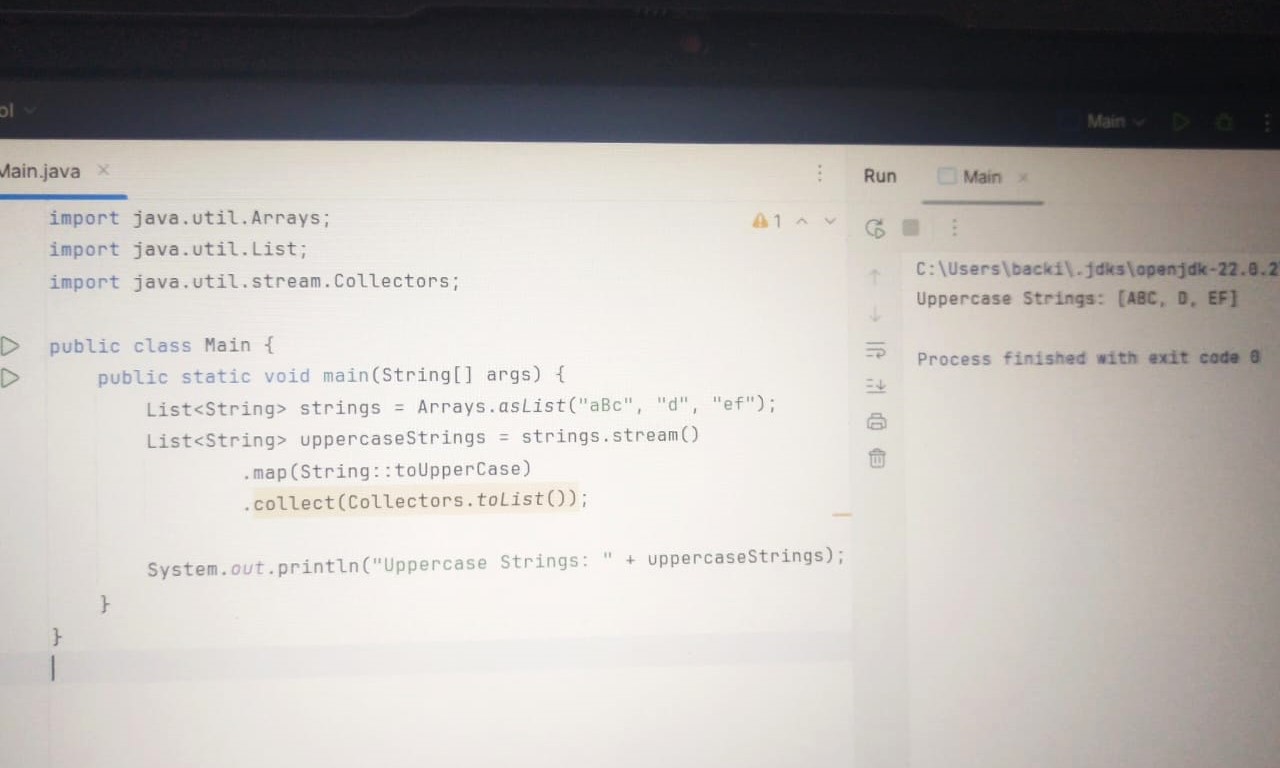 ol
Main
Main.java
1
import java.util.Arrays;
import java.util.List;
import java.util.stream.Collectors;
public class Main {
public static void main(String[] args) {
List<String> strings = Arrays.asList("aBc", "d", "ef");
List<String> uppercaseStrings = strings.stream()
.map(String::toUpperCase)
.collect(Collectors.toList());
System.out.println("Uppercase Strings: " + uppercaseStrings);
}
}
Run
Main
C:\Users\backi\.jdks\openjdk-22.0.2
Uppercase Strings: [ABC, D, EF]
Process finished with exit code 0